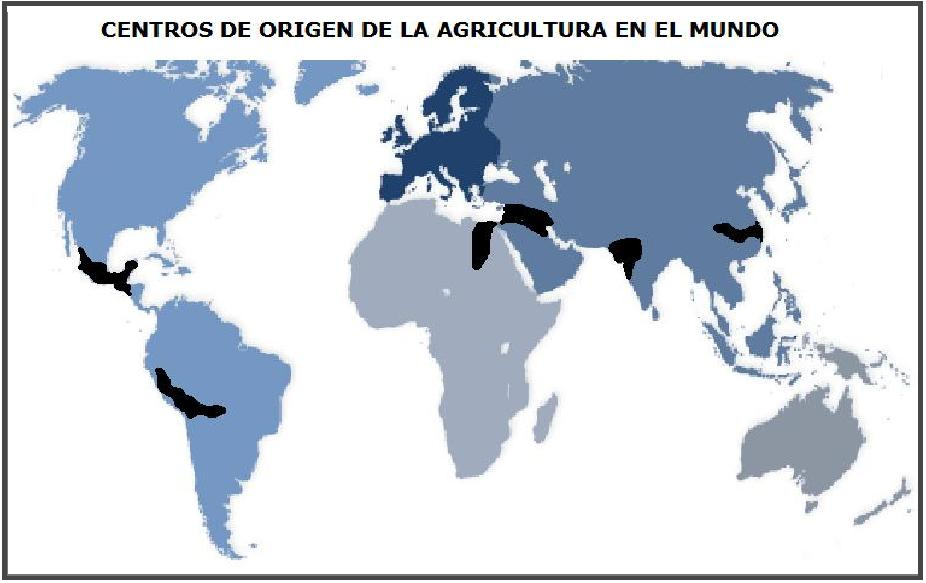 CENTROS DE ORIGEN DE LA AGRICULTURA EN EL MUNDO